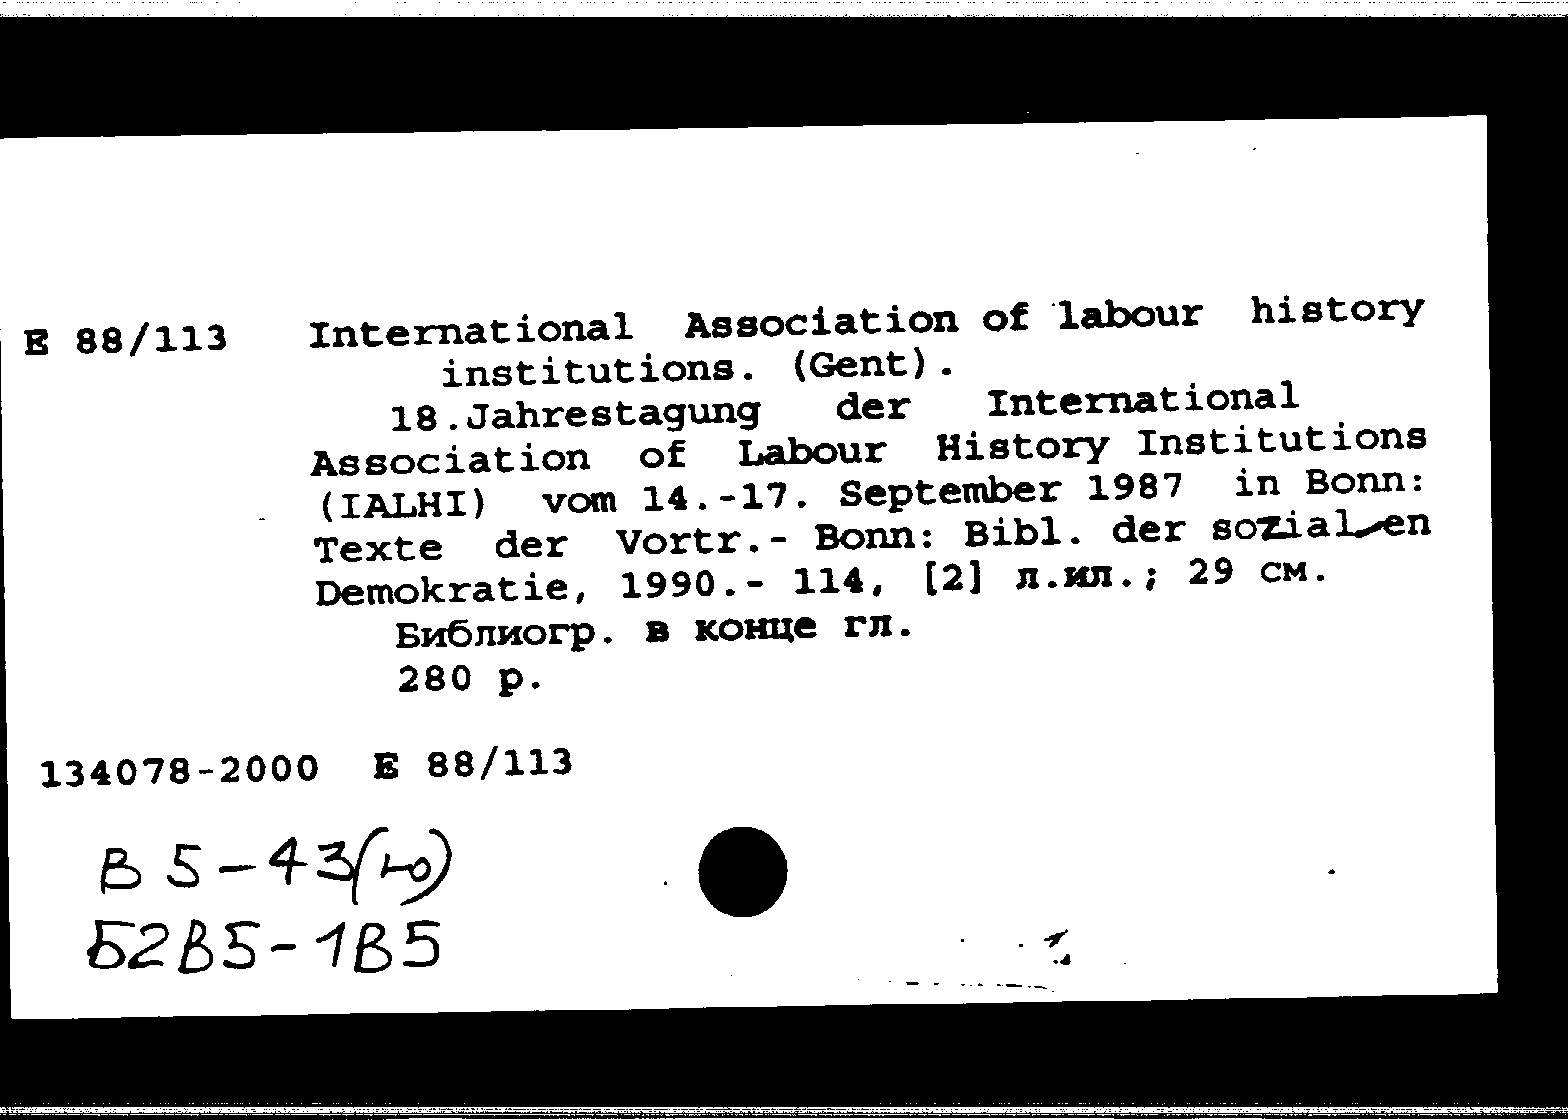 E 88/113 International Association of labour history
institutions. (Gent).
18.Jahrestagung der International
Association of Labour History Institutions
(IALHI) vom 14.-17. September 1987 in Bonn:
Texte der Vortr.- Bonn: Bibl. der sozialen
Demokratie, 1990.- 114, [2] л.ил.; 29 см.
Библиогр. в конце гл.
280 р.
134078-2000 E 88/113
В 5-43(Ю)
Б2В5-1В5